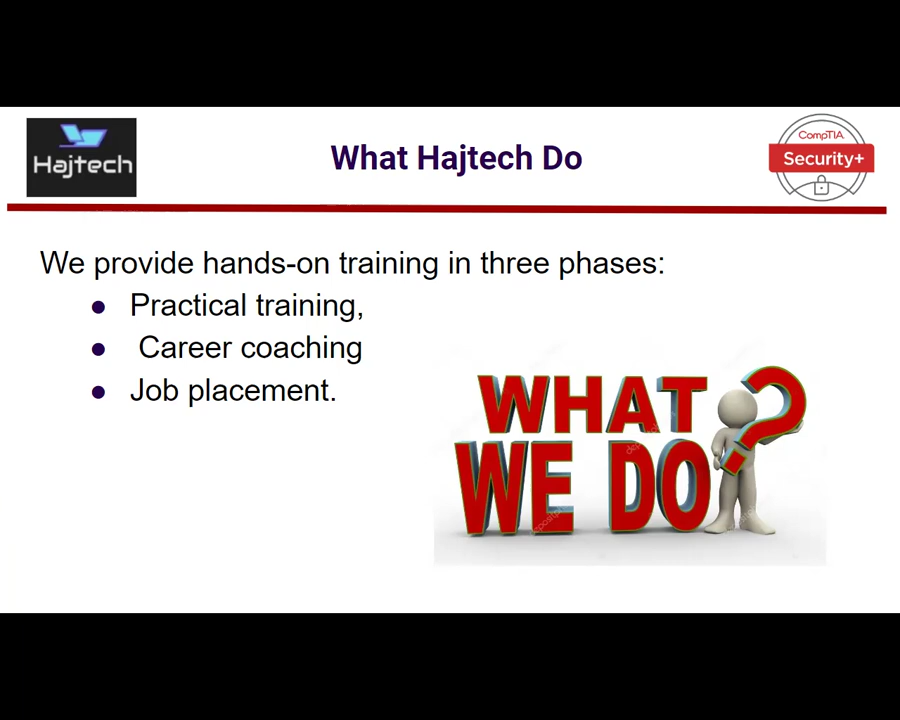 Hajtech
What Hajtech Do
CompTIA
Security+
We provide hands-on training in three phases:
● Practical training,
● Career coaching
● Job placement.
WHAT
WE DO?